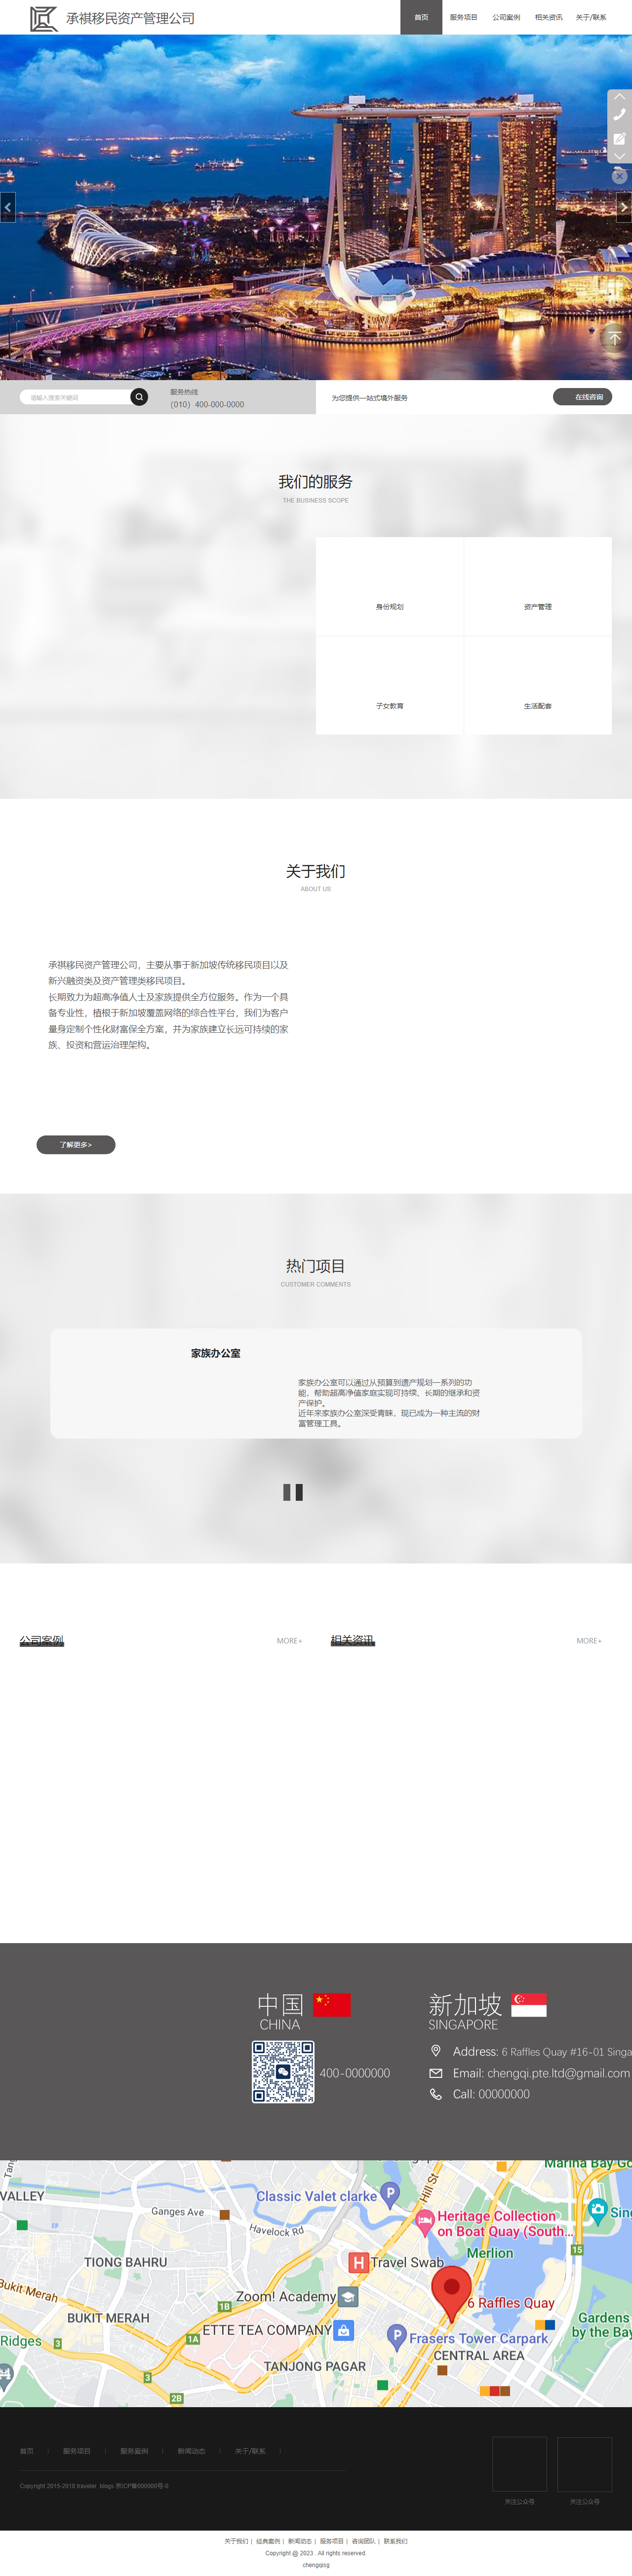 承祺移民资产管理公司
首页 服务项目 公司案例 相关资讯 关于/联系
请输入搜索关键词
服务热线
(010) 400-000-0000
为您提供一站式境外服务
在线咨询
我们的服务
THE BUSINESS SCOPE
身份规划 资产管理
子女教育 生活配套
关于我们
ABOUT US
承祺移民资产管理公司，主要从事于新加坡传统移民项目以及
新兴融资类及资产管理类移民项目。
长期致力为超高净值人士及家族提供全方位服务。作为一个具
备专业性，植根于新加坡覆盖网络的综合性平台，我们为客户
量身定制个性化财富保全方案，并为家族建立长远可持续的家
族、投资和营运治理架构。
了解更多>
热门项目
CUSTOMER COMMENTS
家族办公室
家族办公室可以通过从预算到遗产规划一系列的功
能，帮助超高净值家庭实现可持续、长期的继承和资
产保护。
近年来家族办公室深受青睐，现已成为一种主流的财
富管理工具。
公司案例 MORE+ 相关资讯 MORE+
中国
CHINA
400-0000000
新加坡
SINGAPORE
Address: 6 Raffles Quay #16-01 Singa
Email: chengqi.pte.ltd@gmail.com
Call: 00000000
Marina Bay Go
VALLEY
Ganges Ave
Classic Valet clarke
Hill St
Havelock Rd
Heritage Collection
on Boat Quay (South...
Sing
Merlion
15
TIONG BAHRU
Travel Swab
Bukit Merah
Zoom! Academy
6 Raffles Quay
1B
BUKIT MERAH
ETTE TEA COMPANY
Gardens
by the Bay
Ridges
3
1A
Frasers Tower Carpark
CENTRAL AREA
TANJONG PAGAR
3
2B
首页 | 服务项目 | 服务案例 | 新闻动态 | 关于/联系 |
Copyright 2015-2018 traveler blogs 京ICP备000000号-0
关注公众号 关注公众号
关于我们 | 经典案例 | 新闻动态 | 服务项目 | 咨询团队 | 联系我们
Copyright @ 2023 . All rights reserved.
chengqisg